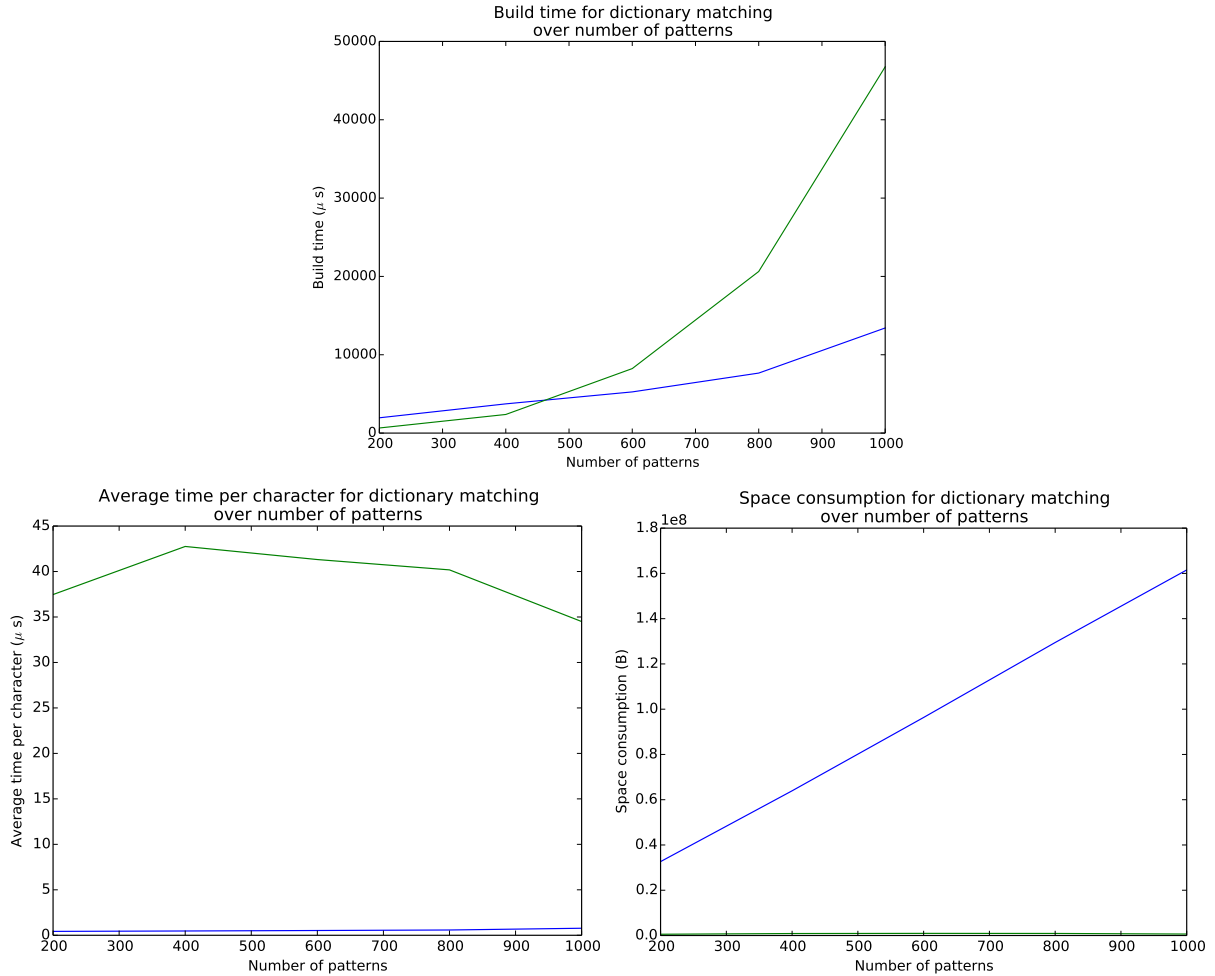 Build time for dictionary matching
over number of patterns
50000
40000
30000
20000
10000
0
Build time (μ s)
200 300 400 500 600 700 800 900 1000
Number of patterns
Average time per character for dictionary matching
over number of patterns
45
40
35
30
25
20
15
10
5
0
Average time per character (μ s)
200 300 400 500 600 700 800 900 1000
Number of patterns
Space consumption for dictionary matching
over number of patterns
1e8
1.8
1.6
1.4
1.2
1.0
0.8
0.6
0.4
0.2
0.0
Space consumption (B)
200 300 400 500 600 700 800 900 1000
Number of patterns